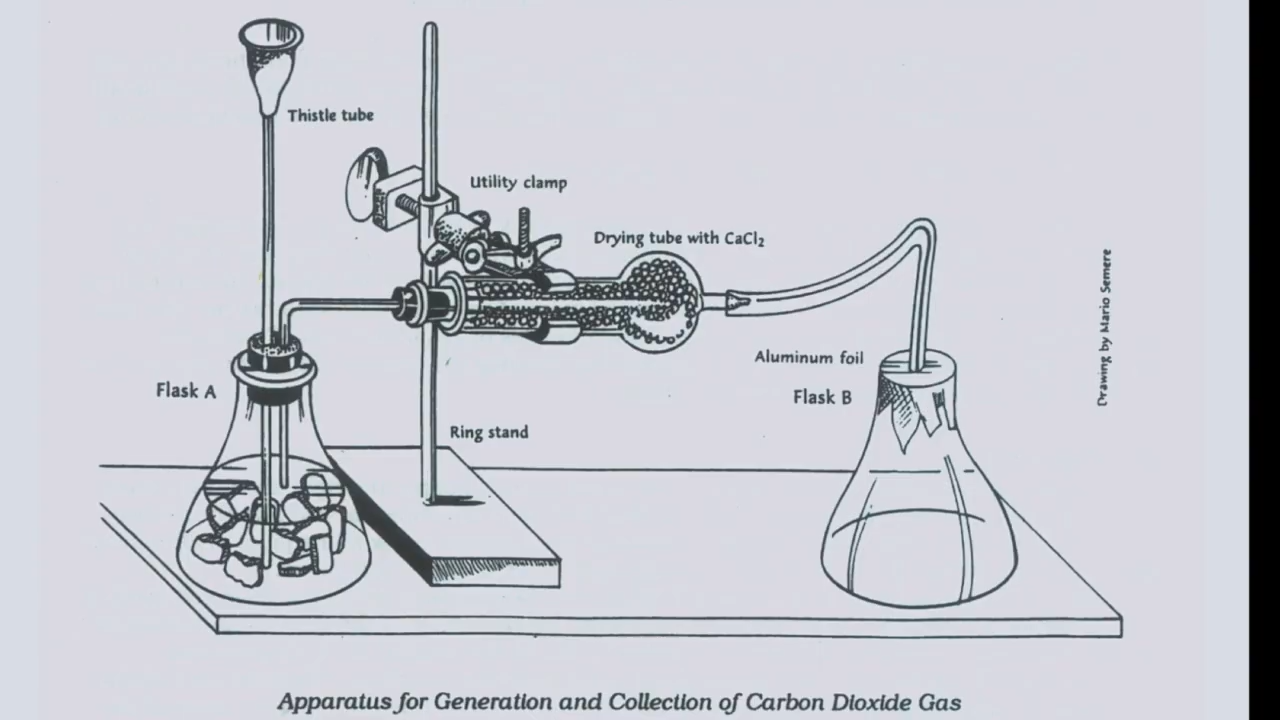 Thistle tube
Utility clamp
Drying tube with CaCl₂
Aluminum foil
Flask A
Flask B
Ring stand
Drawing by Mario Semere
Apparatus for Generation and Collection of Carbon Dioxide Gas